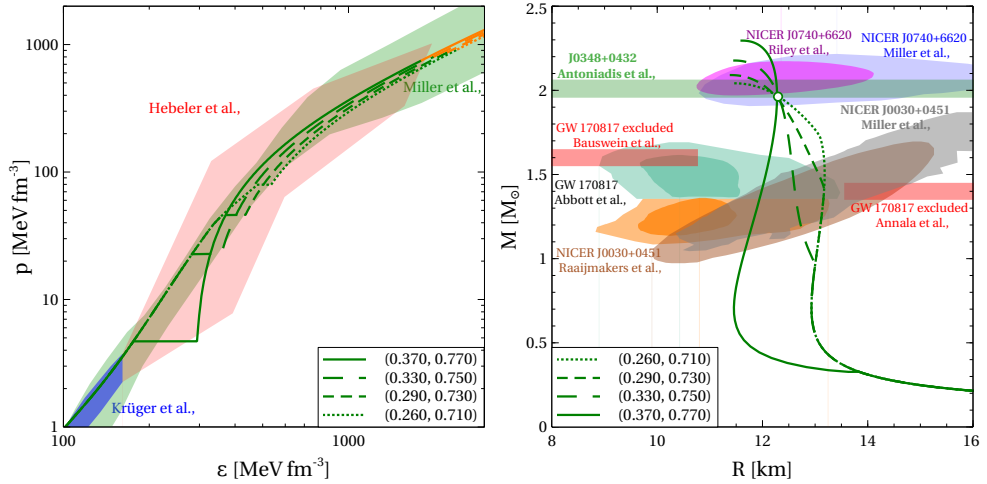 1000
100
10
1
100
1000
p [MeV fm⁻³]
ε [MeV fm⁻³]
Hebeler et al.,
Miller et al.,
Krüger et al.,
(0.370, 0.770)
(0.330, 0.750)
(0.290, 0.730)
(0.260, 0.710)
2.5
2
1.5
1
0.5
0
8
10
12
14
16
M [M⊙]
R [km]
NICER J0740+6620
Riley et al.,
NICER J0740+6620
Miller et al.,
J0348+0432
Antoniadis et al.,
NICER J0030+0451
Miller et al.,
GW 170817 excluded
Bauswein et al.,
GW 170817
Abbott et al.,
GW 170817 excluded
Annala et al.,
NICER J0030+0451
Raaijmakers et al.,
(0.260, 0.710)
(0.290, 0.730)
(0.330, 0.750)
(0.370, 0.770)